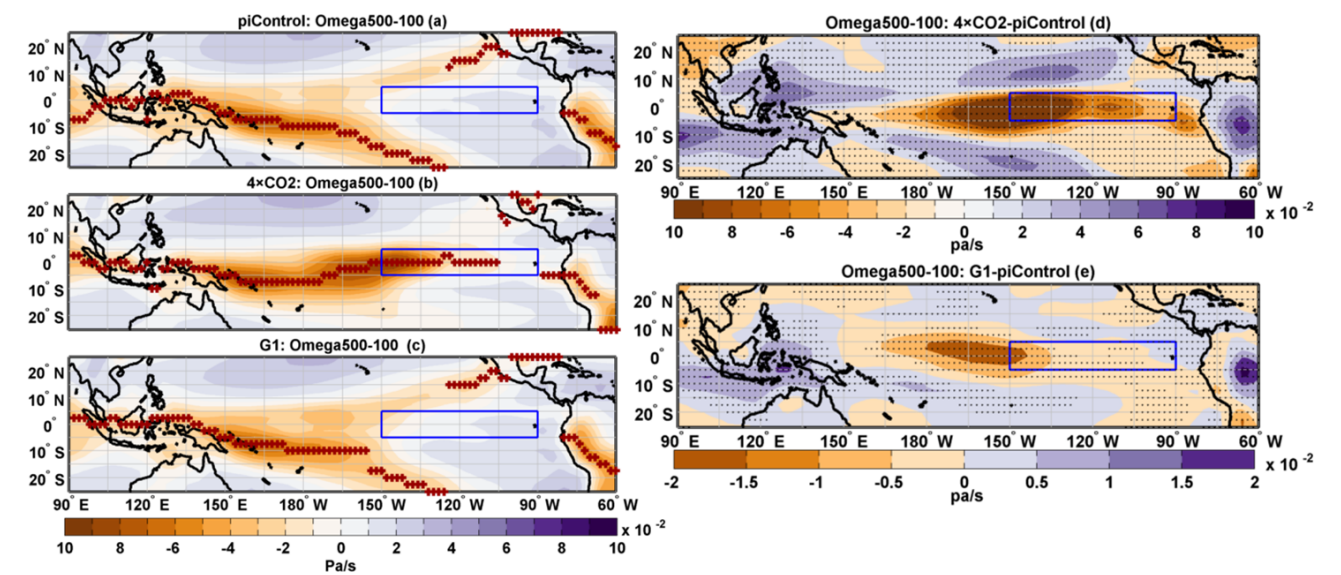 piControl: Omega500-100 (a)
20° N
10° N
0°
10° S
20° S
4×CO2: Omega500-100 (b)
20° N
10° N
0°
10° S
20° S
G1: Omega500-100 (c)
20° N
10° N
0°
10° S
20° S
90° E 120° E 150° E 180° W 150° W 120° W 90° W 60° W
10 8 -6 -4 -2 0 2 4 6 8 10 x 10 -2
Pa/s
Omega500-100: 4×CO2-piControl (d)
20° N
10° N
0°
10° S
20° S
90° E 120° E 150° E 180° W 150° W 120° W 90° W 60° W
10 8 -6 -4 -2 0 2 4 6 8 10 x 10 -2
pa/s
Omega500-100: G1-piControl (e)
20° N
10° N
0°
10° S
20° S
90° E 120° E 150° E 180° W 150° W 120° W 90° W 60° W
-2 -1.5 -1 -0.5 0 0.5 1 1.5 2 x 10 -2
pa/s